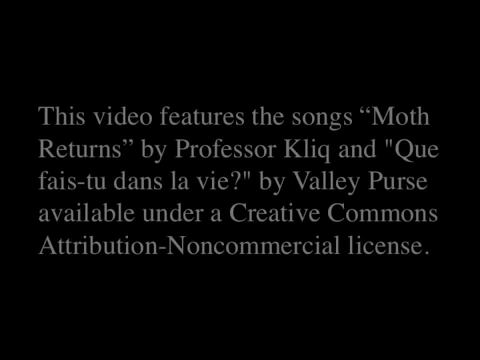 This video features the songs “Moth
Returns” by Professor Kliq and "Que
fais-tu dans la vie?" by Valley Purse
available under a Creative Commons
Attribution-Noncommercial license.